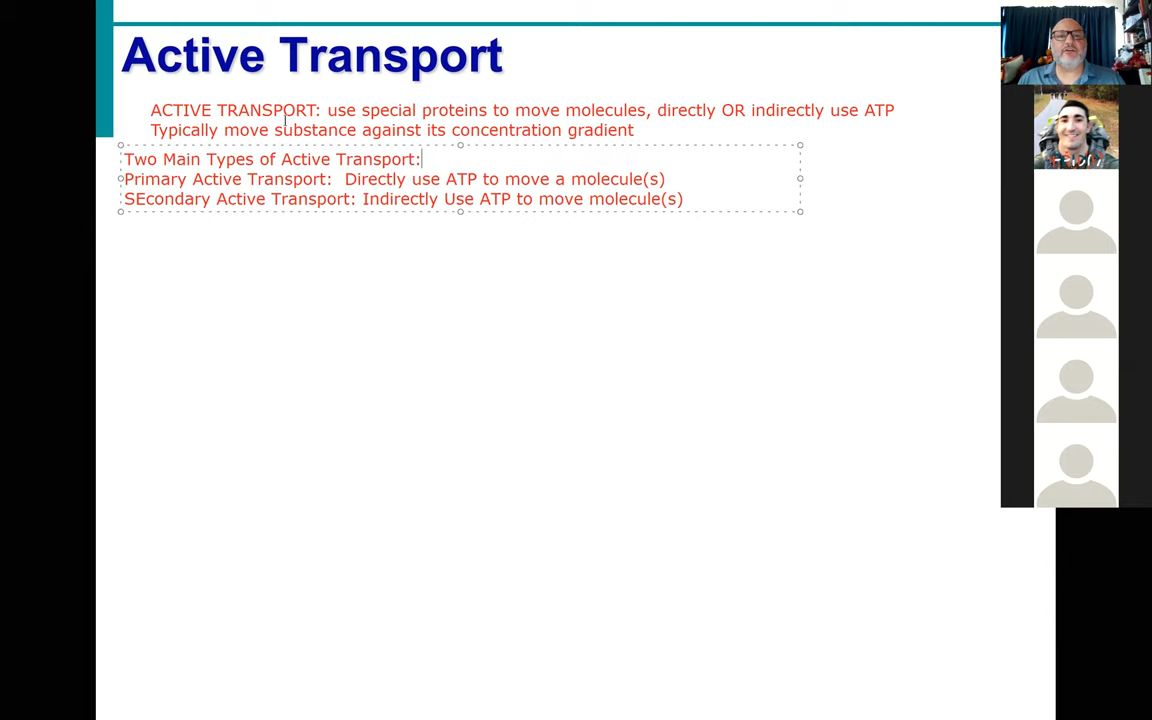 Active Transport
ACTIVE TRANSPORT: use special proteins to move molecules, directly OR indirectly use ATP
Typically move substance against its concentration gradient
Two Main Types of Active Transport:
Primary Active Transport:  Directly use ATP to move a molecule(s)
SEcondary Active Transport: Indirectly Use ATP to move molecule(s)